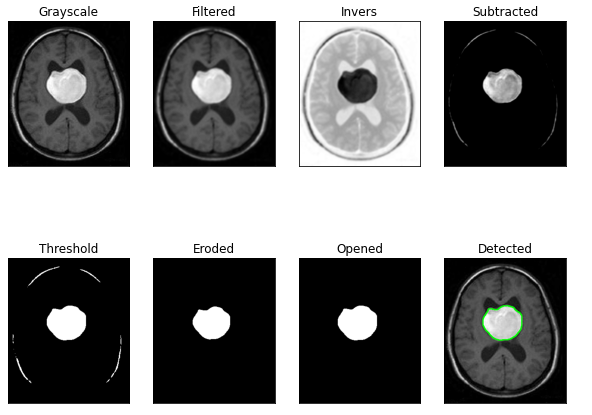 Grayscale Filtered Invers Subtracted
Threshold Eroded Opened Detected